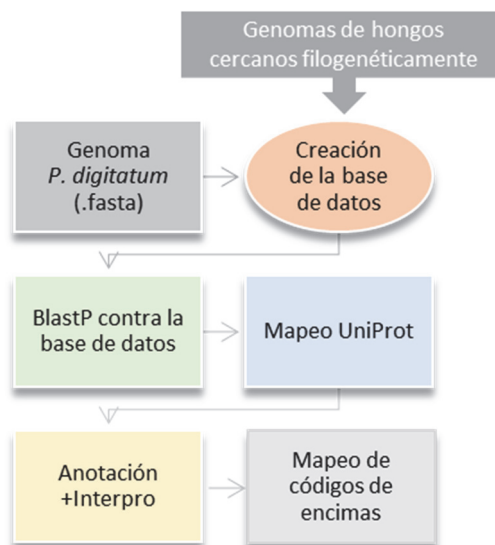 Genomas de hongos
cercanos filogenéticamente
Genoma
P. digitatum
(.fasta)
Creación
de la base
de datos
BlastP contra la
base de datos
Mapeo UniProt
Anotación
+Interpro
Mapeo de
códigos de
encimas